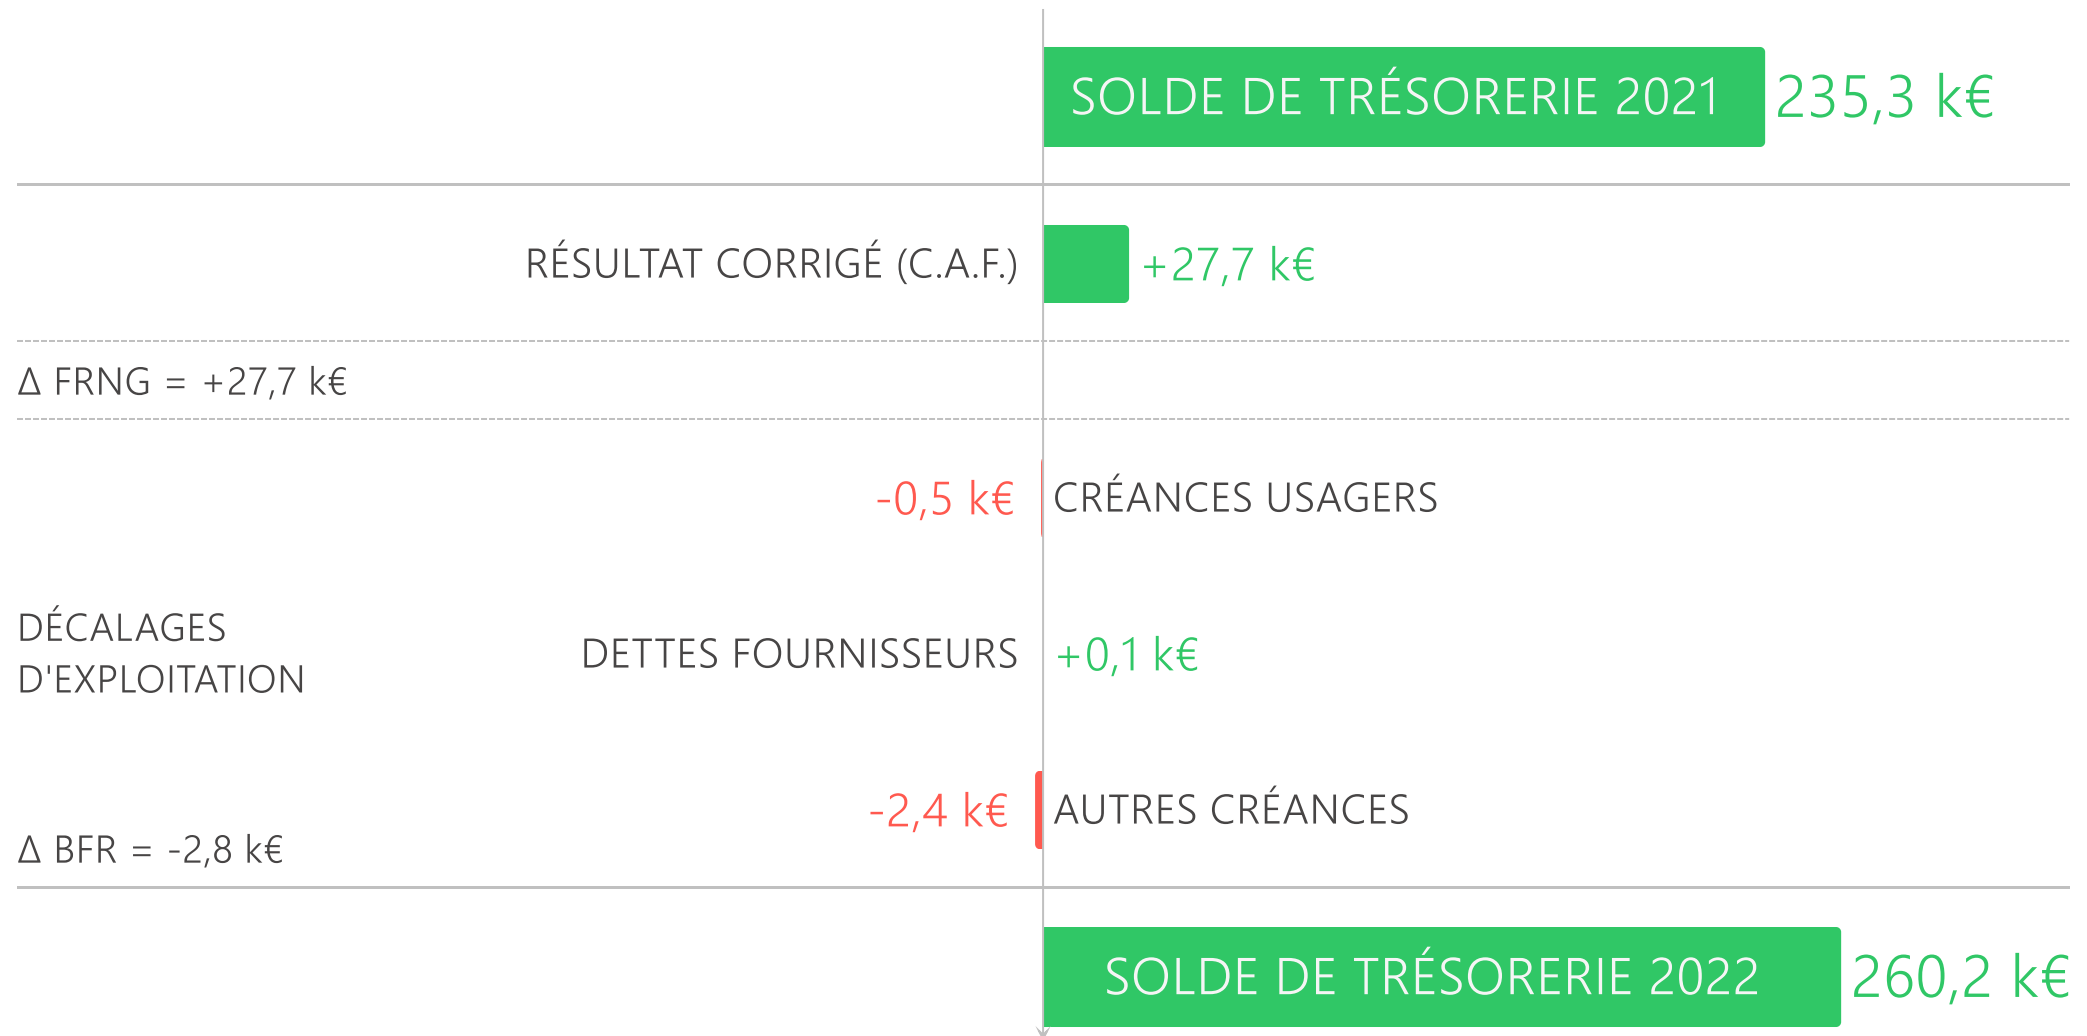 SOLDE DE TRÉSORERIE 2021 235,3 k€
RÉSULTAT CORRIGÉ (C.A.F.) +27,7 k€
Δ FRNG = +27,7 k€
-0,5 k€ CRÉANCES USAGERS
DÉCALAGES
D'EXPLOITATION
DETTES FOURNISSEURS +0,1 k€
-2,4 k€ AUTRES CRÉANCES
Δ BFR = -2,8 k€
SOLDE DE TRÉSORERIE 2022 260,2 k€